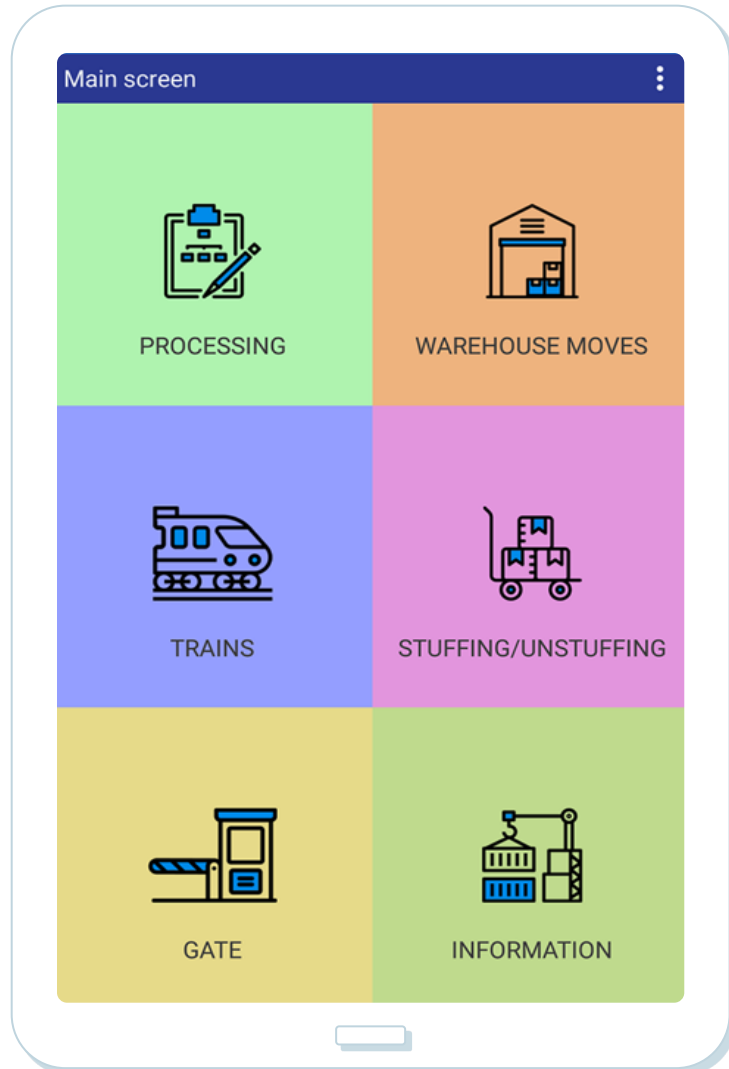 Main screen
PROCESSING
WAREHOUSE MOVES
TRAINS
STUFFING/UNSTUFFING
GATE
INFORMATION